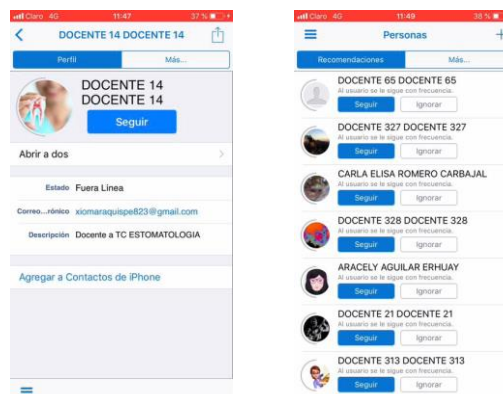 Claro 4G 11:47 37 %
DOCENTE 14 DOCENTE 14
Perfil Más...
DOCENTE 14
DOCENTE 14
Seguir
Abrir a dos
Estado Fuera Linea
Correo...rónico xiomaraquispe823@gmail.com
Descripción Docente a TC ESTOMATOLOGIA
Agregar a Contactos de iPhone
Claro 4G 11:49 38 %
Personas
Recomendaciones Más...
DOCENTE 65 DOCENTE 65
Al usuario se le sigue con frecuencia.
Seguir Ignorar
DOCENTE 327 DOCENTE 327
Al usuario se le sigue con frecuencia.
Seguir Ignorar
CARLA ELISA ROMERO CARBAJAL
Al usuario se le sigue con frecuencia.
Seguir Ignorar
DOCENTE 328 DOCENTE 328
Al usuario se le sigue con frecuencia.
Seguir Ignorar
ARACELY AGUILAR ERHUAY
Al usuario se le sigue con frecuencia.
Seguir Ignorar
DOCENTE 21 DOCENTE 21
Al usuario se le sigue con frecuencia.
Seguir Ignorar
DOCENTE 313 DOCENTE 313
Al usuario se le sigue con frecuencia.
Seguir Ignorar